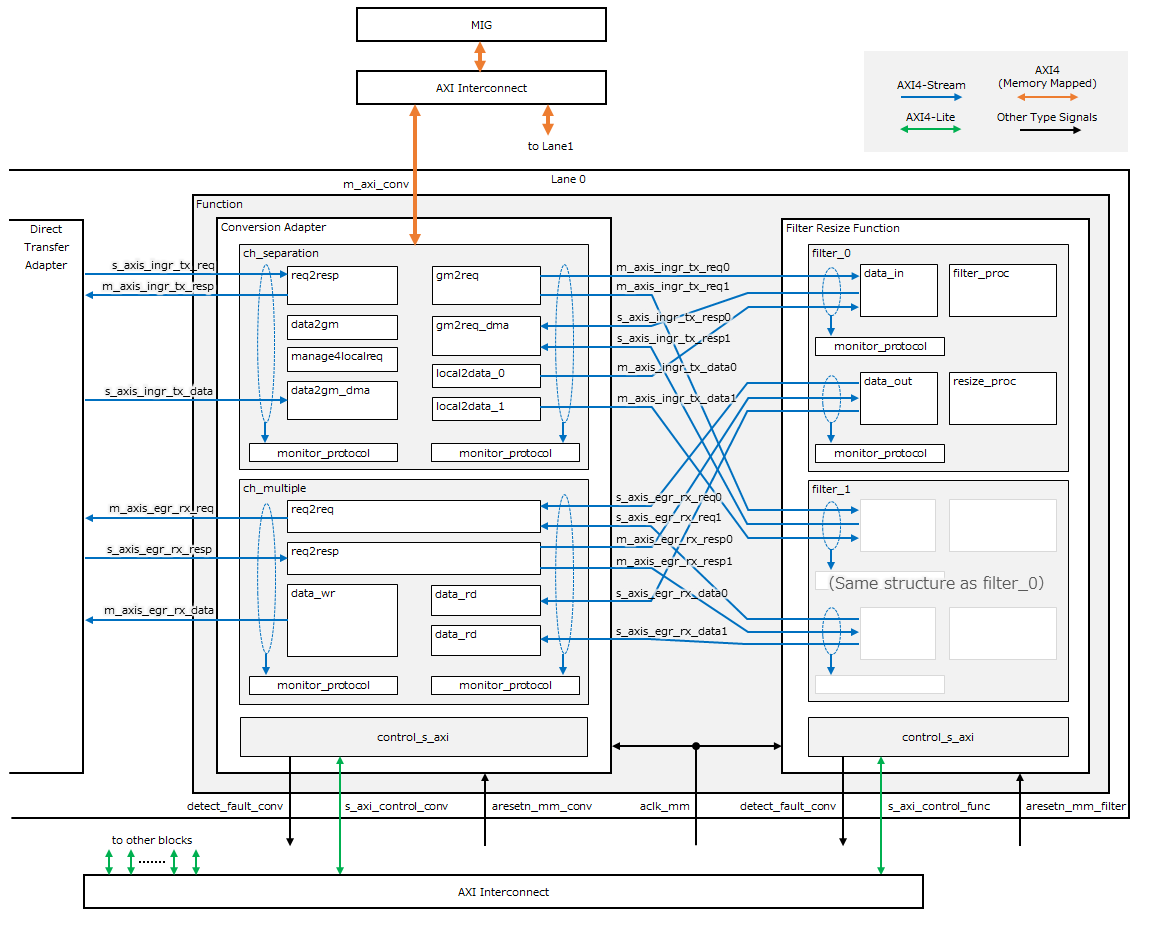 MIG
AXI Interconnect
to Lane1
AXI4-Stream
AXI4
(Memory Mapped)
AXI4-Lite
Other Type Signals
Lane 0
m_axi_conv
Function
Direct
Transfer
Adapter
Conversion Adapter
ch_separation
s_axis_ingr_tx_req
m_axis_ingr_tx_resp
s_axis_ingr_tx_data
req2resp
data2gm
manage4localreq
data2gm_dma
gm2req
gm2req_dma
local2data_0
local2data_1
monitor_protocol
monitor_protocol
m_axis_ingr_tx_req0
m_axis_ingr_tx_req1
s_axis_ingr_tx_resp0
s_axis_ingr_tx_resp1
m_axis_ingr_tx_data0
m_axis_ingr_tx_data1
ch_multiple
m_axis_egr_rx_req
s_axis_egr_rx_resp
m_axis_egr_rx_data
req2req
req2resp
data_wr
data_rd
data_rd
monitor_protocol
monitor_protocol
s_axis_egr_rx_req0
s_axis_egr_rx_req1
m_axis_egr_rx_resp0
m_axis_egr_rx_resp1
s_axis_egr_rx_data0
s_axis_egr_rx_data1
control_s_axi
Filter Resize Function
filter_0
data_in
filter_proc
monitor_protocol
data_out
resize_proc
monitor_protocol
filter_1
(Same structure as filter_0)
control_s_axi
detect_fault_conv
s_axi_control_conv
aresetn_mm_conv
aclk_mm
detect_fault_conv
s_axi_control_func
aresetn_mm_filter
to other blocks
AXI Interconnect